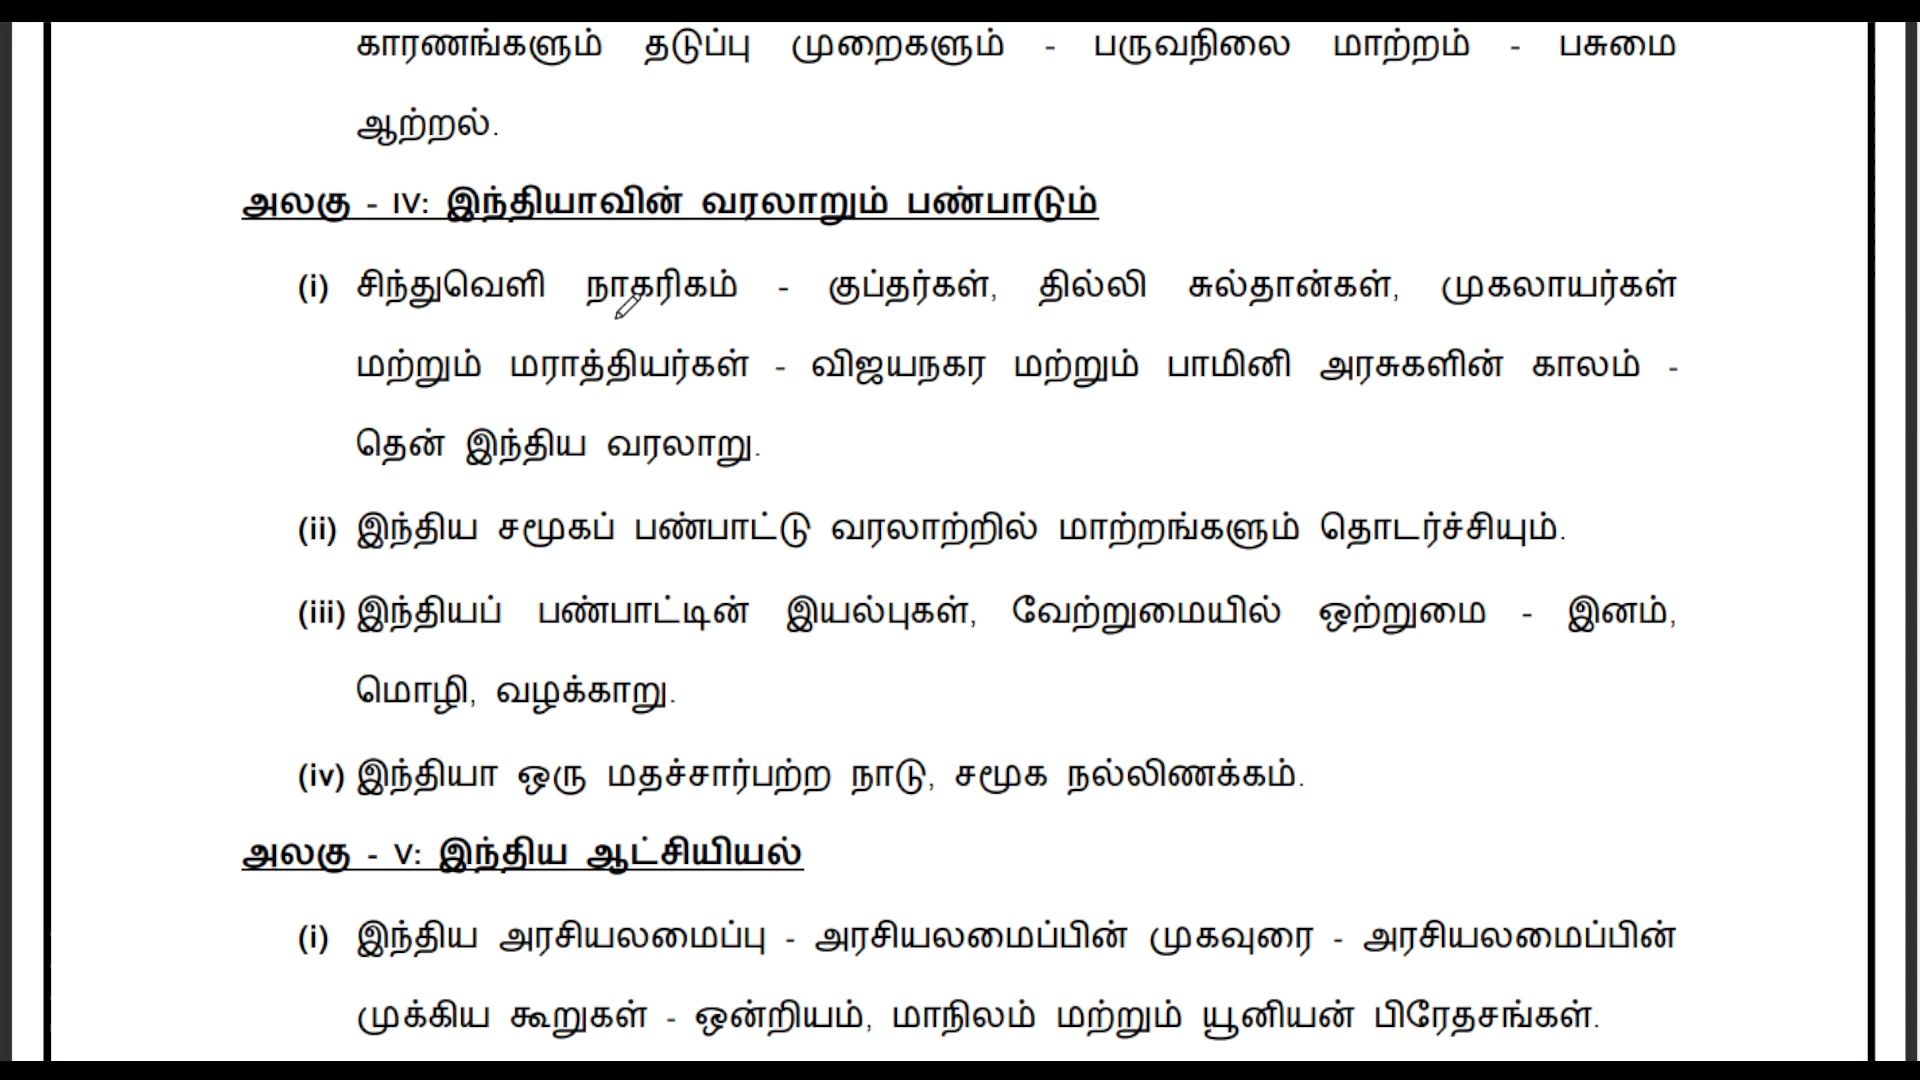 காரணங்களும் தடுப்பு முறைகளும் - பருவநிலை மாற்றம் - பசுமை
ஆற்றல்.
அலகு - IV: இந்தியாவின் வரலாறும் பண்பாடும்
(i) சிந்துவெளி நாகரிகம் - குப்தர்கள், தில்லி சுல்தான்கள், முகலாயர்கள்
மற்றும் மராத்தியர்கள் - விஜயநகர மற்றும் பாமினி அரசுகளின் காலம் -
தென் இந்திய வரலாறு.
(ii) இந்திய சமூகப் பண்பாட்டு வரலாற்றில் மாற்றங்களும் தொடர்ச்சியும்.
(iii) இந்தியப் பண்பாட்டின் இயல்புகள், வேற்றுமையில் ஒற்றுமை - இனம்,
மொழி, வழக்காறு.
(iv) இந்தியா ஒரு மதச்சார்பற்ற நாடு, சமூக நல்லிணக்கம்.
அலகு - V: இந்திய ஆட்சியியல்
(i) இந்திய அரசியலமைப்பு - அரசியலமைப்பின் முகவுரை - அரசியலமைப்பின்
முக்கிய கூறுகள் - ஒன்றியம், மாநிலம் மற்றும் யூனியன் பிரேதசங்கள்.